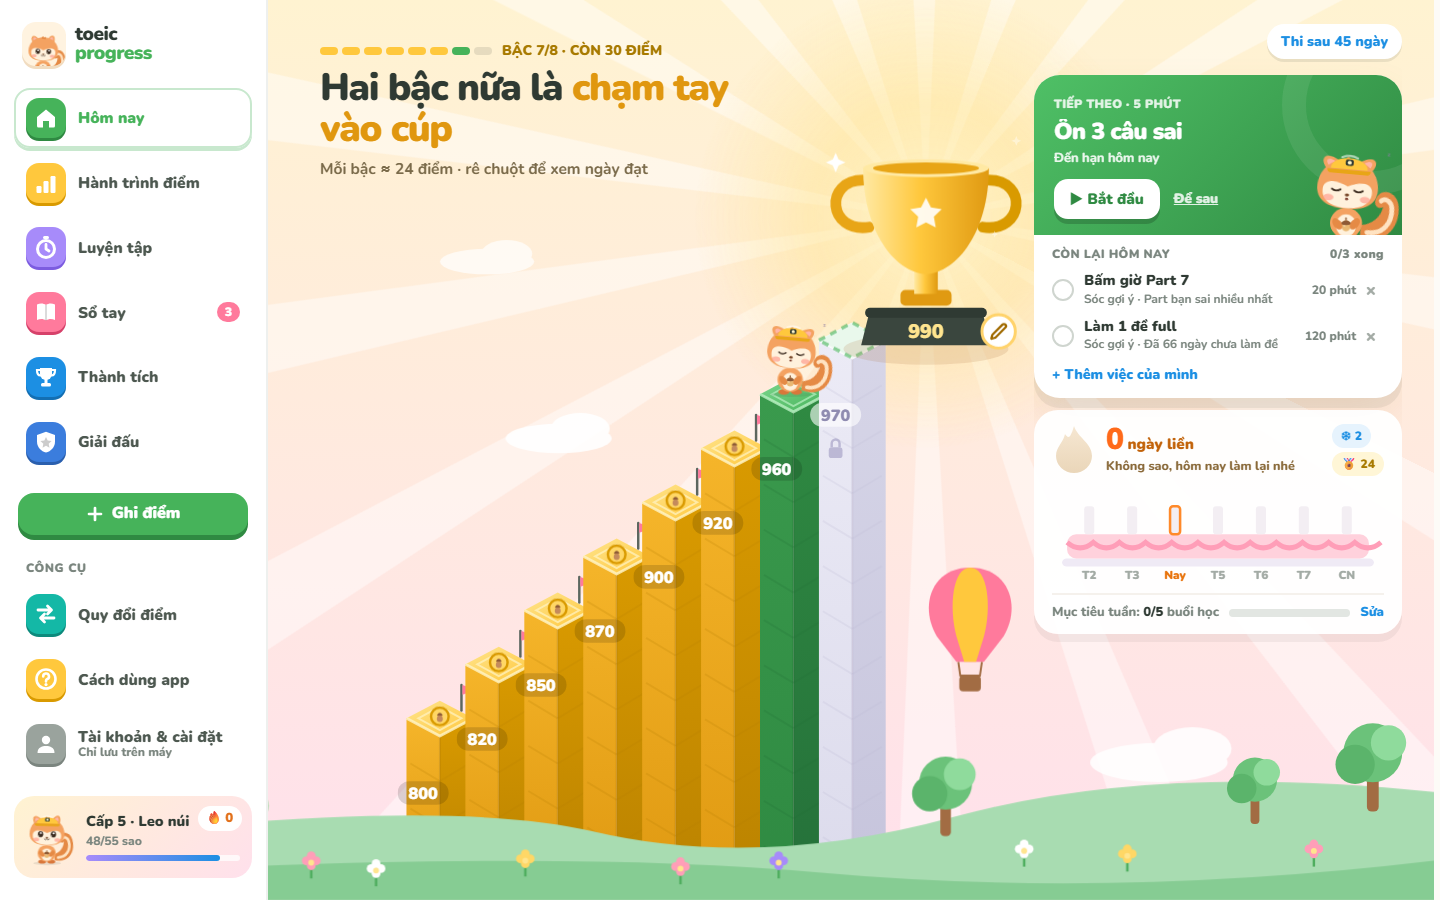 toeic
progress
Hôm nay
Hành trình điểm
Luyện tập
Sổ tay
3
Thành tích
Giải đấu
+ Ghi điểm
CÔNG CỤ
Quy đổi điểm
Cách dùng app
Tài khoản & cài đặt
Chỉ lưu trên máy
Cấp 5 · Leo núi
0
48/55 sao
BẬC 7/8 · CÒN 30 ĐIỂM
Hai bậc nữa là chạm tay
vào cúp
Mỗi bậc ≈ 24 điểm · rê chuột để xem ngày đạt
990
970
960
920
900
870
850
820
800
Thi sau 45 ngày
TIẾP THEO · 5 PHÚT
Ôn 3 câu sai
Đến hạn hôm nay
Bắt đầu
Để sau
CÒN LẠI HÔM NAY
0/3 xong
Bấm giờ Part 7
Sóc gợi ý · Part bạn sai nhiều nhất
20 phút ×
Làm 1 đề full
Sóc gợi ý · Đã 66 ngày chưa làm đề
120 phút ×
+ Thêm việc của mình
0 ngày liền
Không sao, hôm nay làm lại nhé
2
24
T2 T3 Nay T5 T6 T7 CN
Mục tiêu tuần: 0/5 buổi học
Sửa